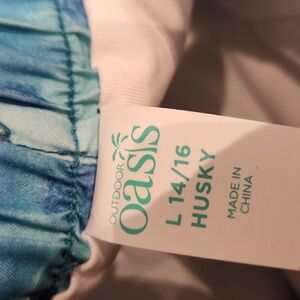 OUTDOOR
oasis
L 14/16
HUSKY
MADE IN
CHINA